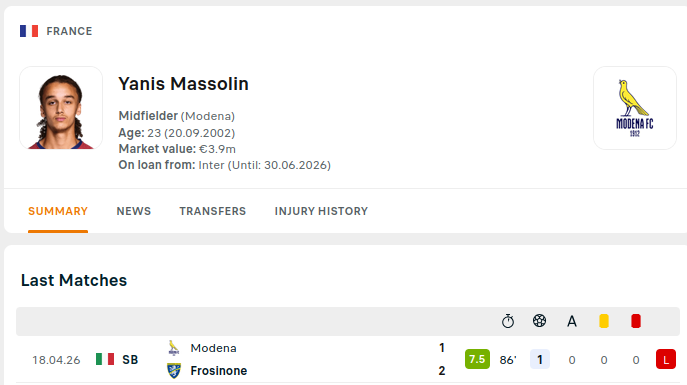 FRANCE
Yanis Massolin
Midfielder (Modena)
Age: 23 (20.09.2002)
Market value: €3.9m
On loan from: Inter (Until: 30.06.2026)
MODENA FC
1912
SUMMARY NEWS TRANSFERS INJURY HISTORY
Last Matches
A
Modena 1
18.04.26 SB 7.5 86' 1 0 0 0 L
Frosinone 2